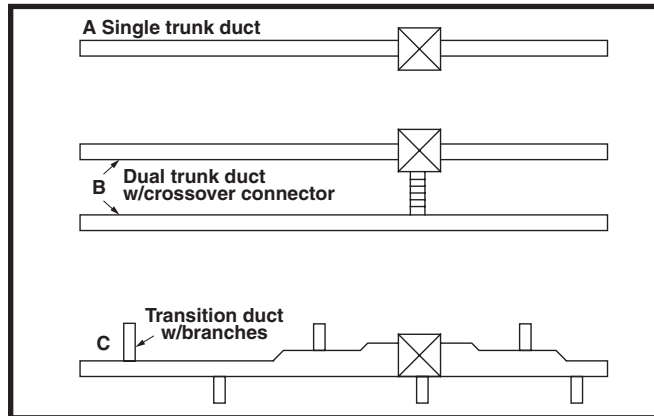 A Single trunk duct
B Dual trunk duct
w/crossover connector
C Transition duct
w/branches